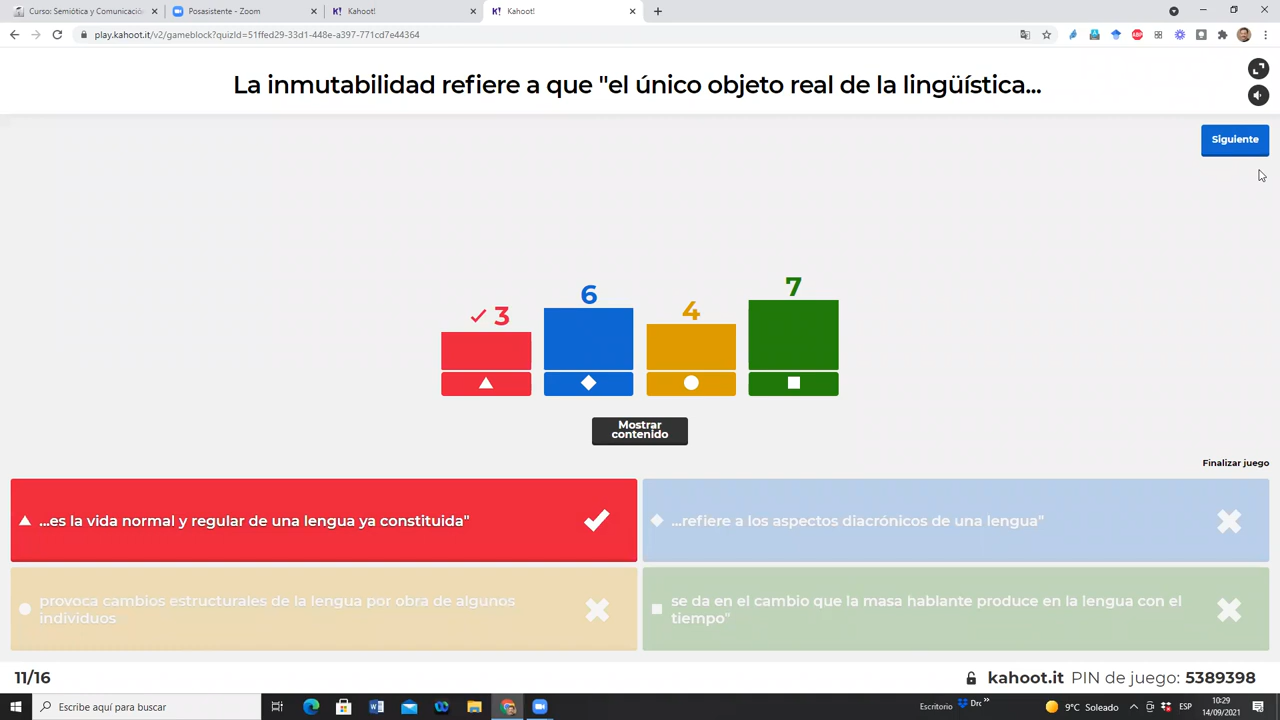 Curso: Semiótica y Comunicación
Posasistente - Zoom
K! Kahoot!
K! Kahoot!
play.kahoot.it/v2/gameblock?quizId=51ffed29-33d1-448e-a397-771cd7e44364
La inmutabilidad refiere a que "el único objeto real de la lingüística...
Siguiente
3
6
4
7
Mostrar
contenido
Finalizar juego
...es la vida normal y regular de una lengua ya constituida"
...refiere a los aspectos diacrónicos de una lengua"
provoca cambios estructurales de la lengua por obra de algunos
individuos
se da en el cambio que la masa hablante produce en la lengua con el
tiempo"
11/16
kahoot.it PIN de juego: 5389398
Escribe aquí para buscar
Escritorio
Drc
9°C Soleado
ESP
10:29
14/09/2021